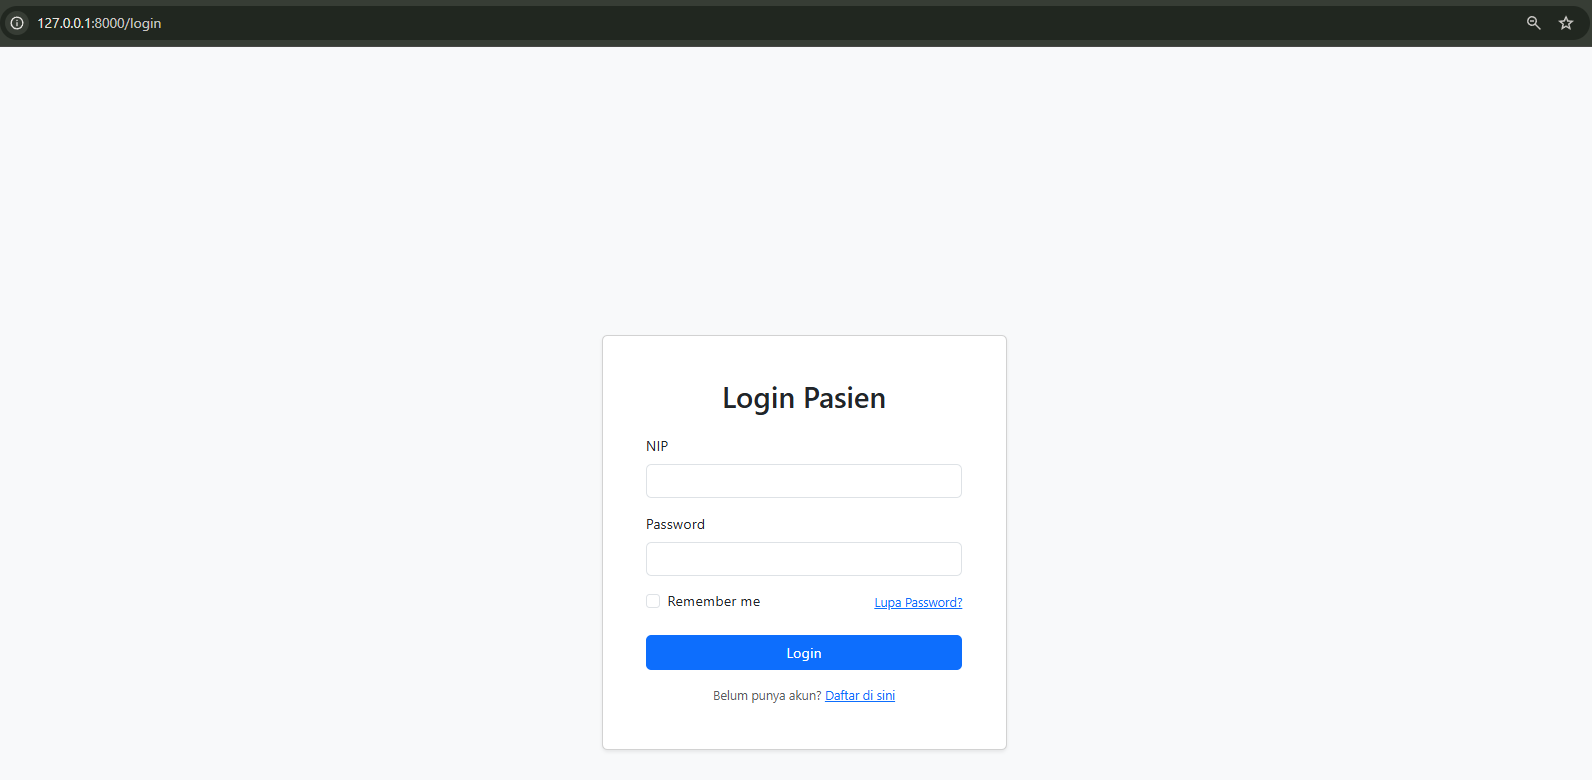 127.0.0.1:8000/login
Login Pasien
NIP
Password
Remember me
Lupa Password?
Login
Belum punya akun? Daftar di sini